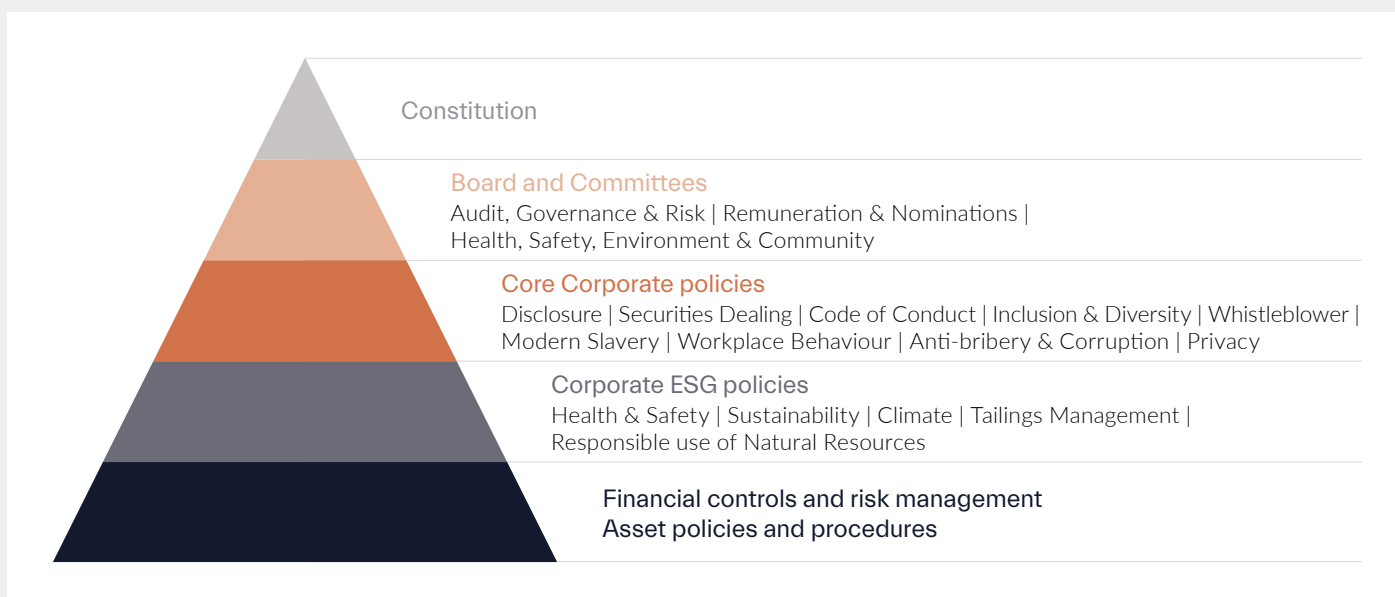 Constitution
Board and Committees
Audit, Governance & Risk | Remuneration & Nominations |
Health, Safety, Environment & Community
Core Corporate policies
Disclosure | Securities Dealing | Code of Conduct | Inclusion & Diversity | Whistleblower |
Modern Slavery | Workplace Behaviour | Anti-bribery & Corruption | Privacy
Corporate ESG policies
Health & Safety | Sustainability | Climate | Tailings Management |
Responsible use of Natural Resources
Financial controls and risk management
Asset policies and procedures